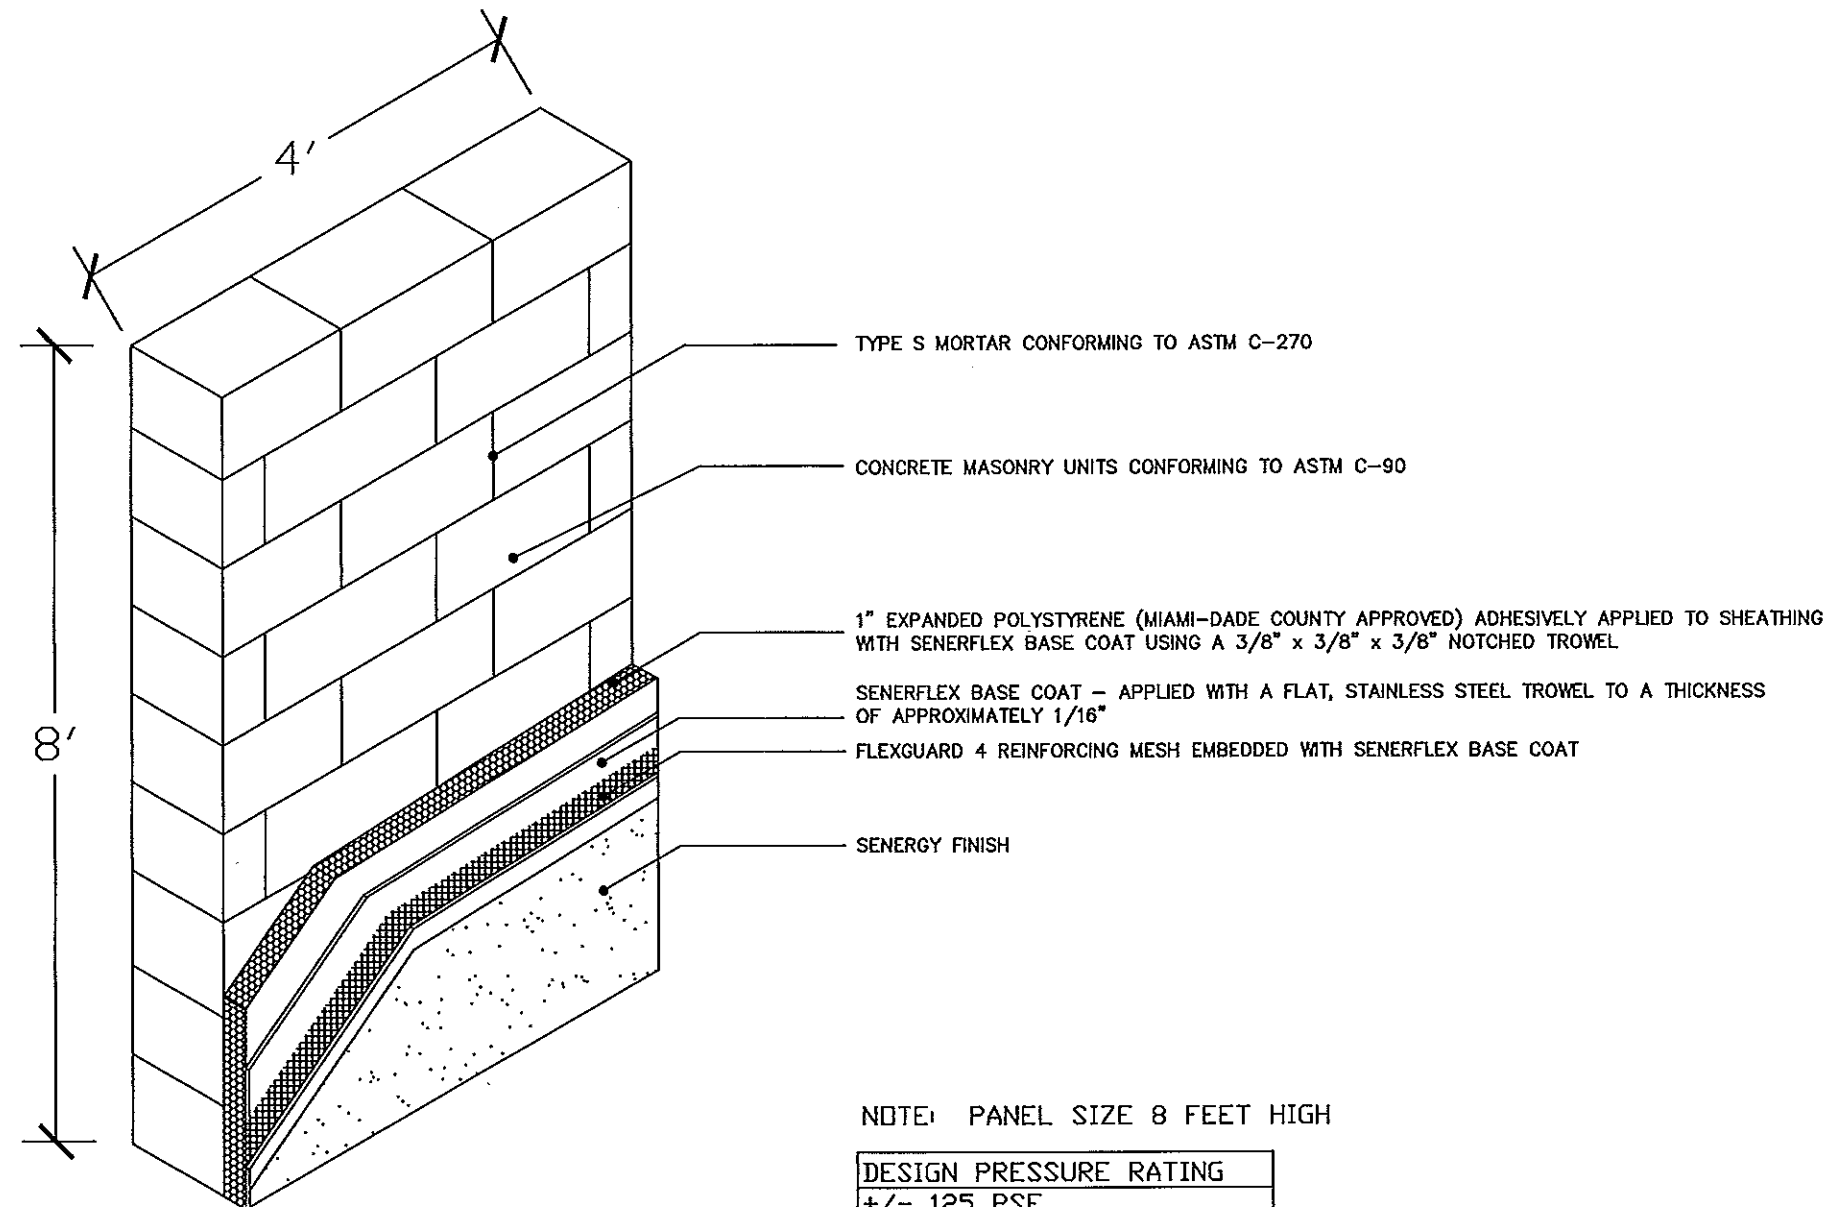 4'
8'
TYPE S MORTAR CONFORMING TO ASTM C-270
CONCRETE MASONRY UNITS CONFORMING TO ASTM C-90
1" EXPANDED POLYSTYRENE (MIAMI-DADE COUNTY APPROVED) ADHESIVELY APPLIED TO SHEATHING
WITH SENERFLEX BASE COAT USING A 3/8" x 3/8" x 3/8" NOTCHED TROWEL
SENERFLEX BASE COAT – APPLIED WITH A FLAT, STAINLESS STEEL TROWEL TO A THICKNESS
OF APPROXIMATELY 1/16"
FLEXGUARD 4 REINFORCING MESH EMBEDDED WITH SENERFLEX BASE COAT
SENERGY FINISH
NOTE: PANEL SIZE 8 FEET HIGH
DESIGN PRESSURE RATING
+/- 125 PSF